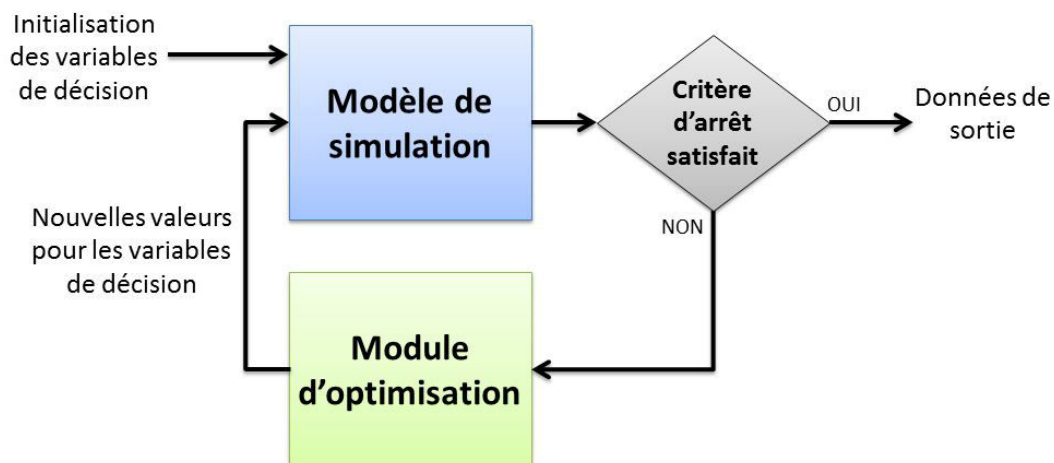 Initialisation
des variables
de décision
Modèle de
simulation
Critère
d'arrêt
satisfait
OUI
Données de
sortie
NON
Nouvelles valeurs
pour les variables
de décision
Module
d'optimisation